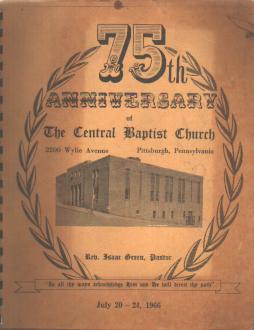 75th
ANNIVERSARY
of
The Central Baptist Church
2200 Wylie Avenue Pittsburgh, Pennsylvania
Rev. Isaac Green, Pastor
"In all thy ways acknowledge Him and He will direct thy path".
July 20 - 24, 1966